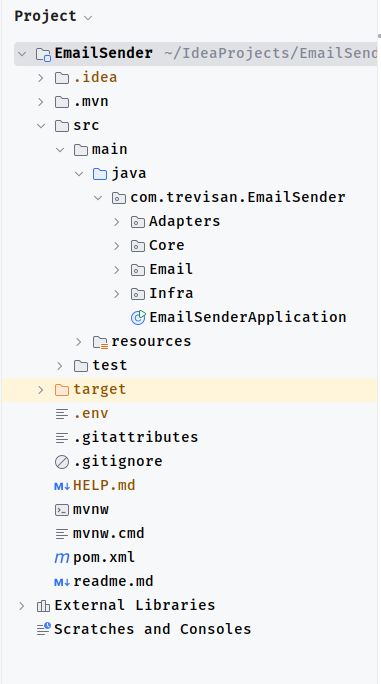 Project
EmailSender ~/IdeaProjects/EmailSend
.idea
.mvn
src
main
java
com.trevisan.EmailSender
Adapters
Core
Email
Infra
EmailSenderApplication
resources
test
target
.env
.gitattributes
.gitignore
M↓ HELP.md
mvnw
mvnw.cmd
m pom.xml
M↓ readme.md
External Libraries
Scratches and Consoles